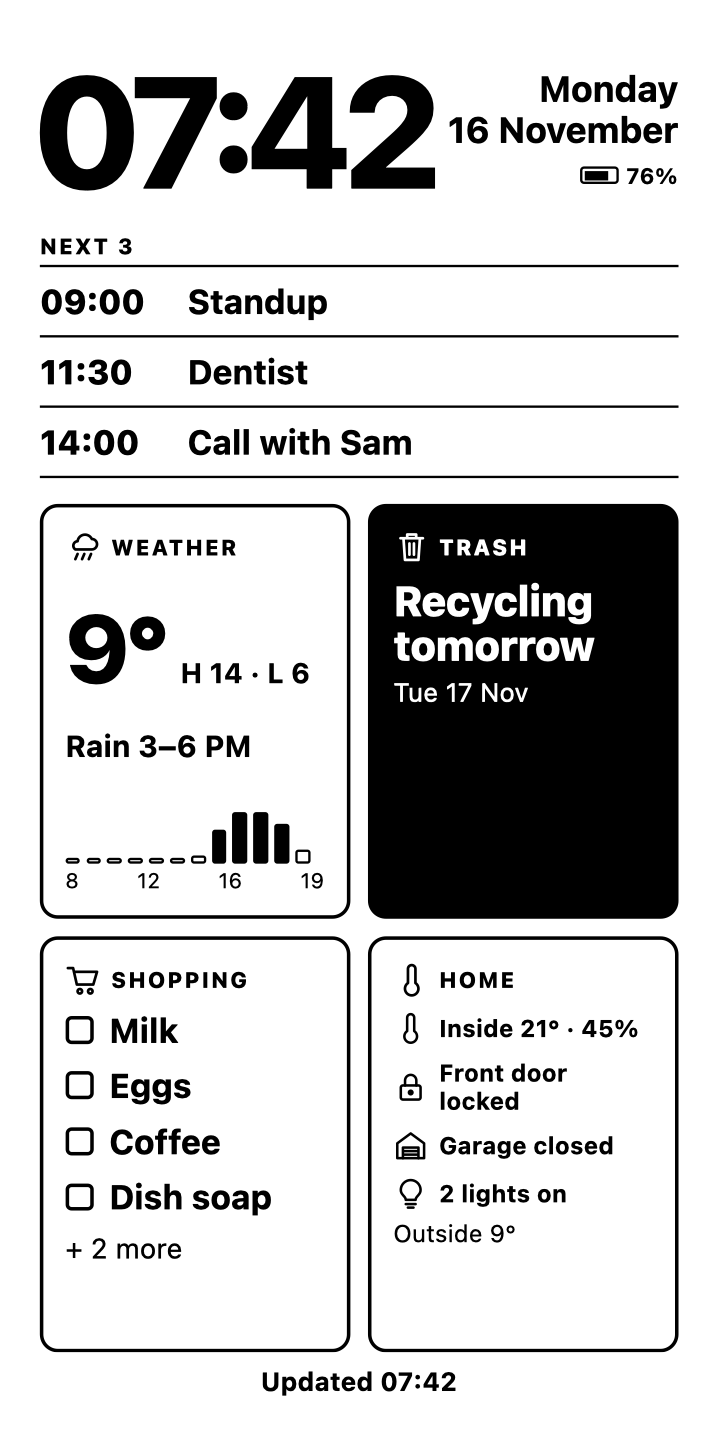 07:42
Monday
16 November
76%
NEXT 3
09:00 Standup
11:30 Dentist
14:00 Call with Sam
WEATHER
9°
H 14 · L 6
Rain 3–6 PM
8 12 16 19
TRASH
Recycling
tomorrow
Tue 17 Nov
SHOPPING
Milk
Eggs
Coffee
Dish soap
+ 2 more
HOME
Inside 21° · 45%
Front door
locked
Garage closed
2 lights on
Outside 9°
Updated 07:42